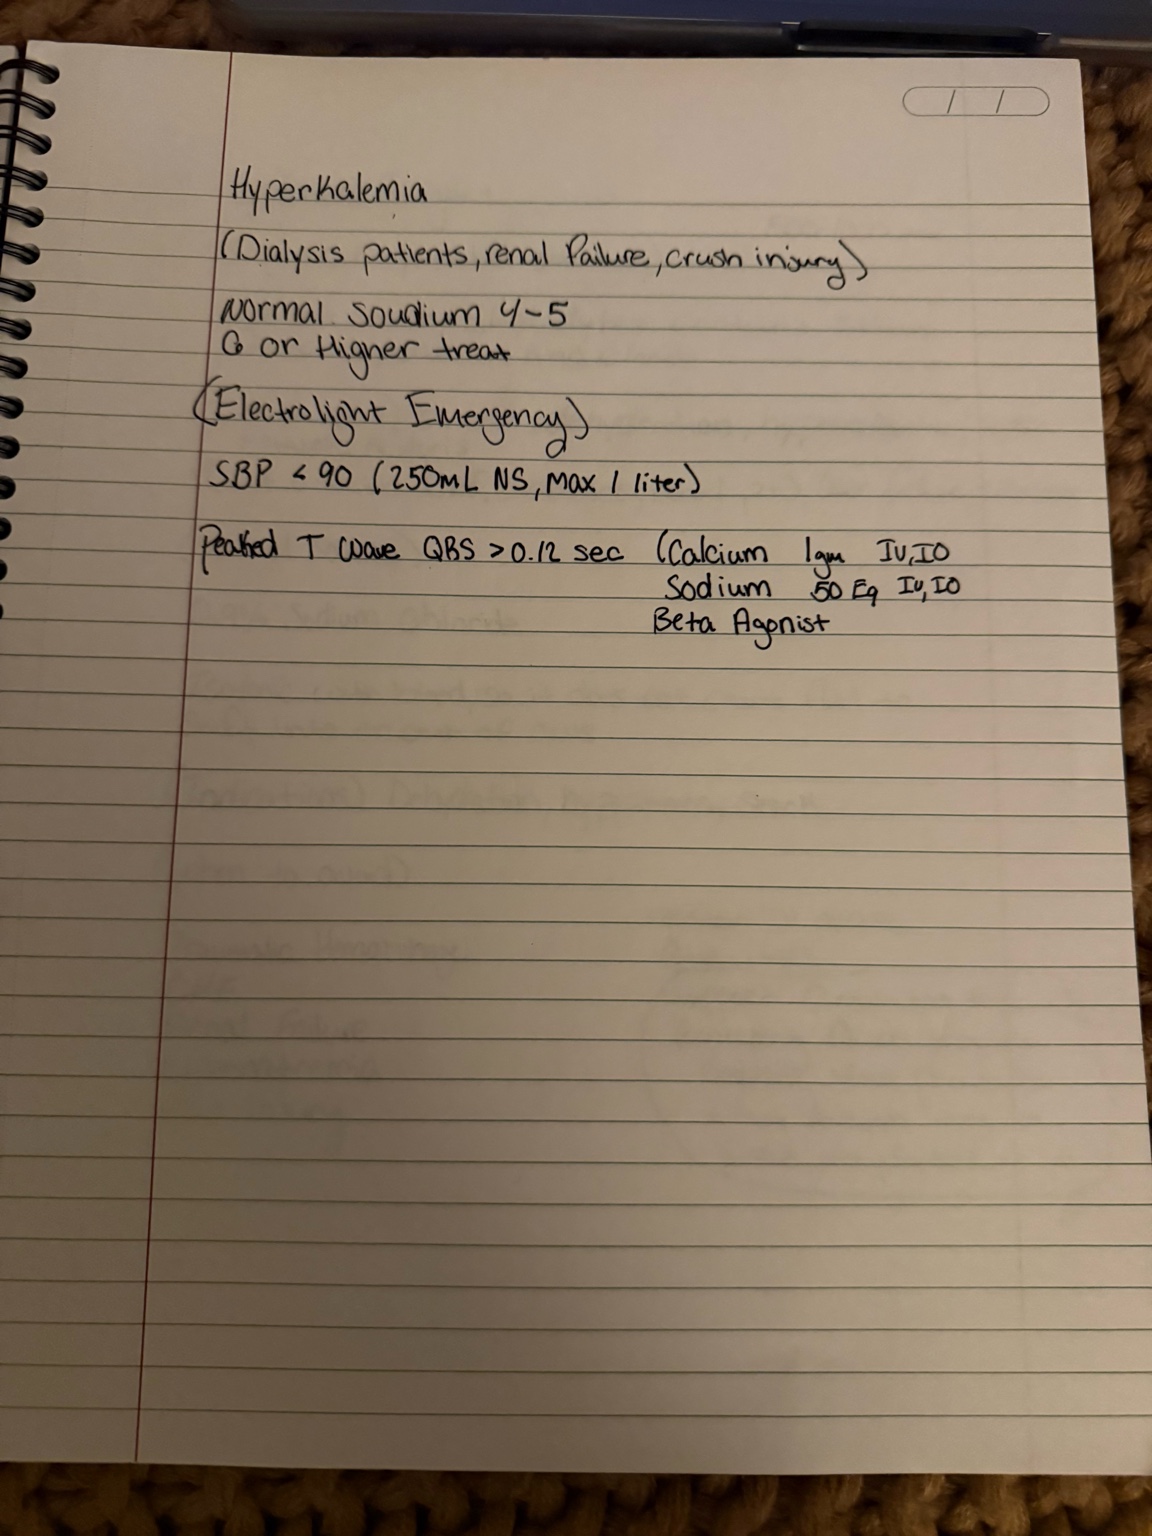 Hyperkalemia
(Dialysis patients, renal Failure, crush injury)
Normal Soudium 4-5
6 or Higher treat
(Electrolight Emergency)
SBP < 90 (250mL NS, Max 1 liter)
Peaked T wave QBS > 0.12 sec (Calcium 1gm IV, IO
Sodium 50 Eq IV, IO
Beta Agonist